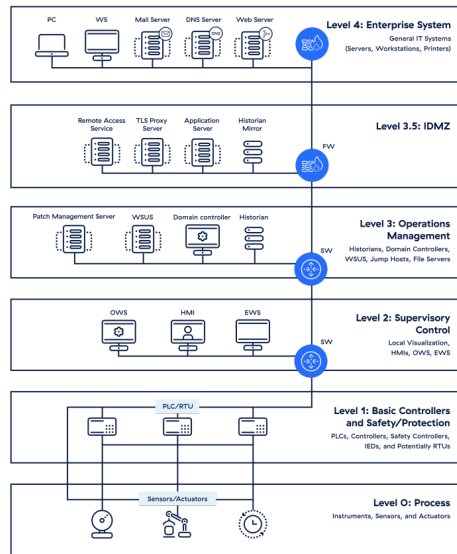 PC
WS
Mail Server
DNS Server
Web Server
DNS
Level 4: Enterprise System
General IT Systems
(Servers, Workstations, Printers)
Remote Access
Service
TLS Proxy
Server
Application
Server
Historian
Mirror
FW
Level 3.5: IDMZ
Patch Management Server
WSUS
Domain controller
Historian
SW
Level 3: Operations
Management
Historians, Domain Controllers,
WSUS, Jump Hosts, File Servers
OWS
HMI
EWS
SW
Level 2: Supervisory
Control
Local Visualization,
HMIs, OWS, EWS
PLC/RTU
Level 1: Basic Controllers
and Safety/Protection
PLCs, Controllers, Safety Controllers,
IEDs, and Potentially RTUs
Sensors/Actuators
Level 0: Process
Instruments, Sensors, and Actuators